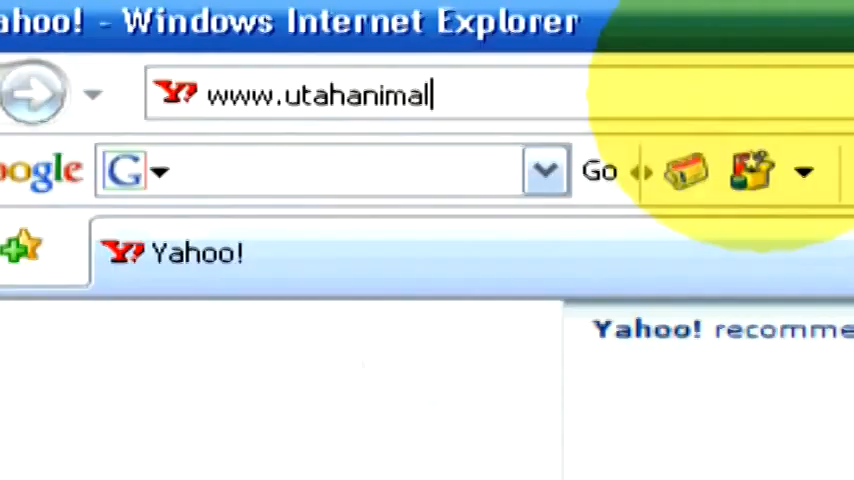 ahoo! - Windows Internet Explorer
Y! www.utahanimal
oogle G Go
Y! Yahoo!
Yahoo! recomme